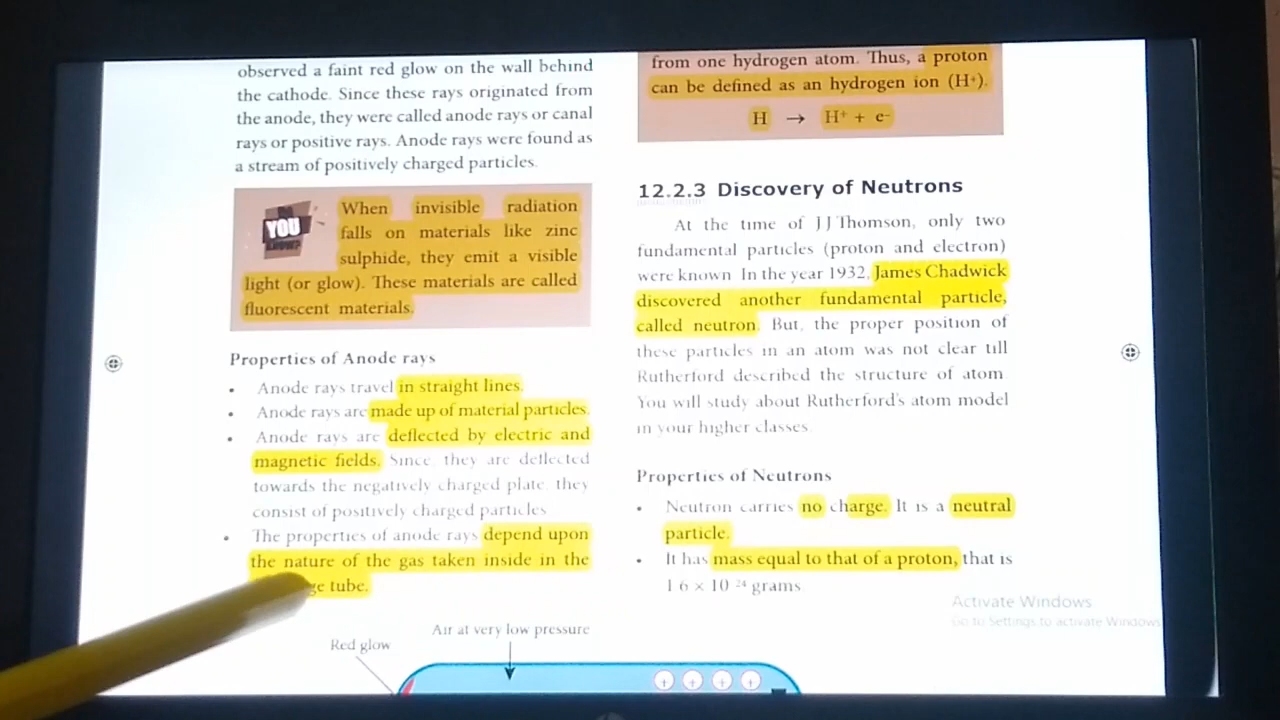 observed a faint red glow on the wall behind
the cathode. Since these rays originated from
the anode, they were called anode rays or canal
rays or positive rays. Anode rays were found as
a stream of positively charged particles.
YOU
When invisible radiation
falls on materials like zinc
sulphide, they emit a visible
light (or glow). These materials are called
fluorescent materials.
Properties of Anode rays
• Anode rays travel in straight lines.
• Anode rays are made up of material particles.
• Anode rays are deflected by electric and
magnetic fields. Since, they are deflected
towards the negatively charged plate, they
consist of positively charged particles
• The properties of anode rays depend upon
the nature of the gas taken inside in the
ge tube.
Red glow
Air at very low pressure
+ + + +
from one hydrogen atom. Thus, a proton
can be defined as an hydrogen ion (H⁺).
H → H⁺ + e⁻
12.2.3 Discovery of Neutrons
At the time of J J Thomson, only two
fundamental particles (proton and electron)
were known In the year 1932, James Chadwick
discovered another fundamental particle,
called neutron. But, the proper position of
these particles in an atom was not clear till
Rutherford described the structure of atom
You will study about Rutherford's atom model
in your higher classes
Properties of Neutrons
• Neutron carries no charge. It is a neutral
particle.
• It has mass equal to that of a proton, that is
1 6 × 10⁻²⁴ grams
Activate Windows
Go to Settings to activate Windows